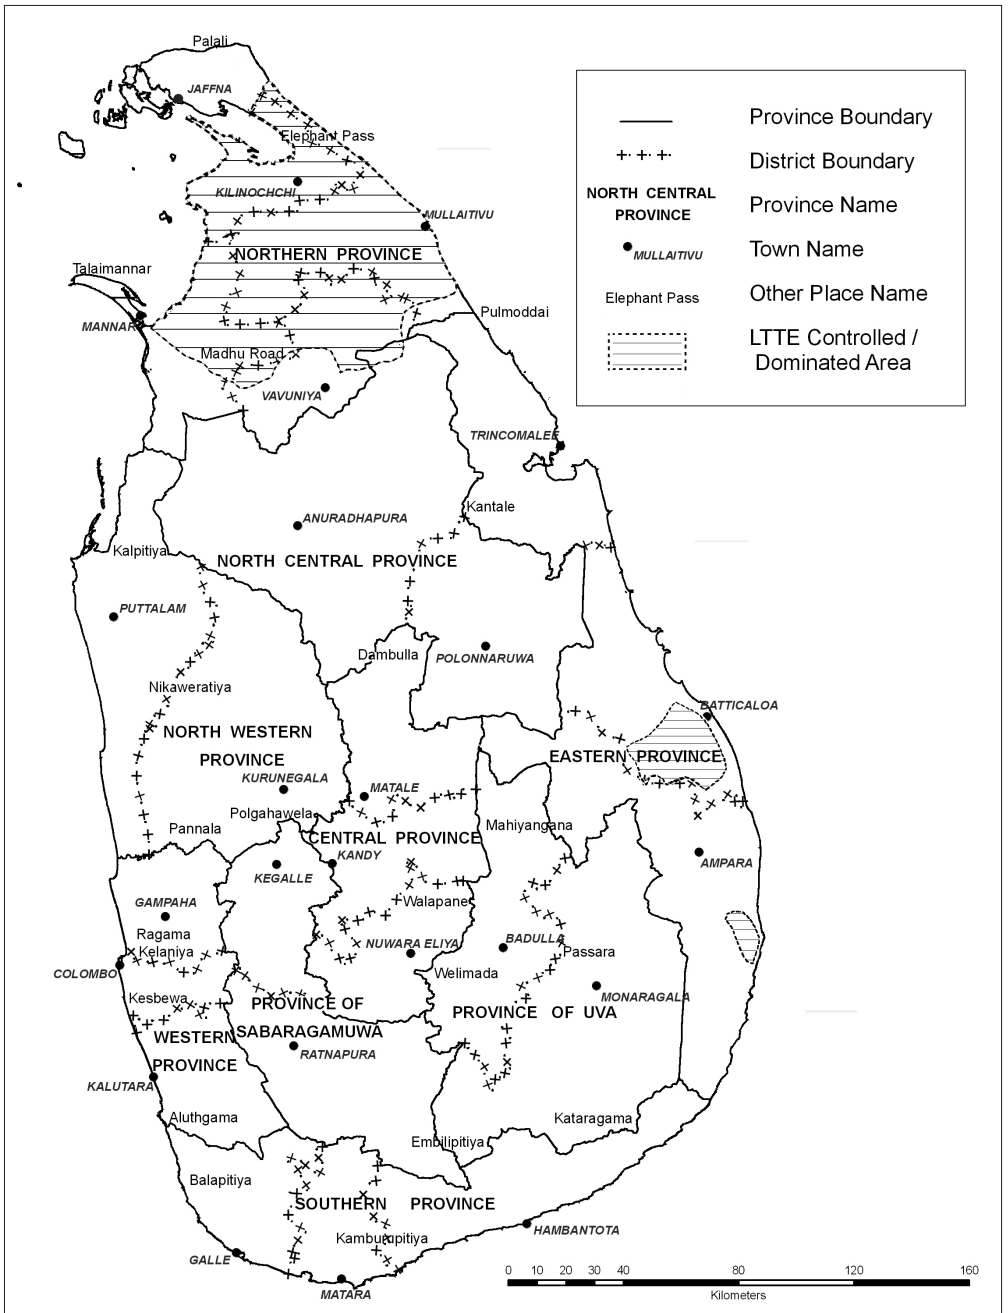 Palali
JAFFNA
Elephant Pass
KILINOCHCHI
MULLAITIVU
NORTHERN PROVINCE
Talaimannar
MANNAR
Pulmoddai
Madhu Road
VAVUNIYA
TRINCOMALEE
Kantale
ANURADHAPURA
Kalpitiya
NORTH CENTRAL PROVINCE
PUTTALAM
Dambulla
POLONNARUWA
Nikaweratiya
BATTICALOA
NORTH WESTERN
PROVINCE
EASTERN PROVINCE
KURUNEGALA
MATALE
Polgahawela
Pannala
CENTRAL PROVINCE
Mahiyangana
KANDY
AMPARA
KEGALLE
GAMPAHA
Walapane
Ragama
NUWARA ELIYA
BADULLA
Kelaniya
Passara
COLOMBO
Welimada
Kesbewa
MONARAGALA
PROVINCE OF
SABARAGAMUWA
PROVINCE OF UVA
WESTERN
PROVINCE
RATNAPURA
KALUTARA
Aluthgama
Kataragama
Embilipitiya
Balapitiya
SOUTHERN PROVINCE
Kamburupitiya
HAMBANTOTA
GALLE
MATARA
Province Boundary
District Boundary
NORTH CENTRAL
PROVINCE
Province Name
MULLAITIVU
Town Name
Elephant Pass
Other Place Name
LTTE Controlled /
Dominated Area
0 10 20 30 40 80 120 160
Kilometers